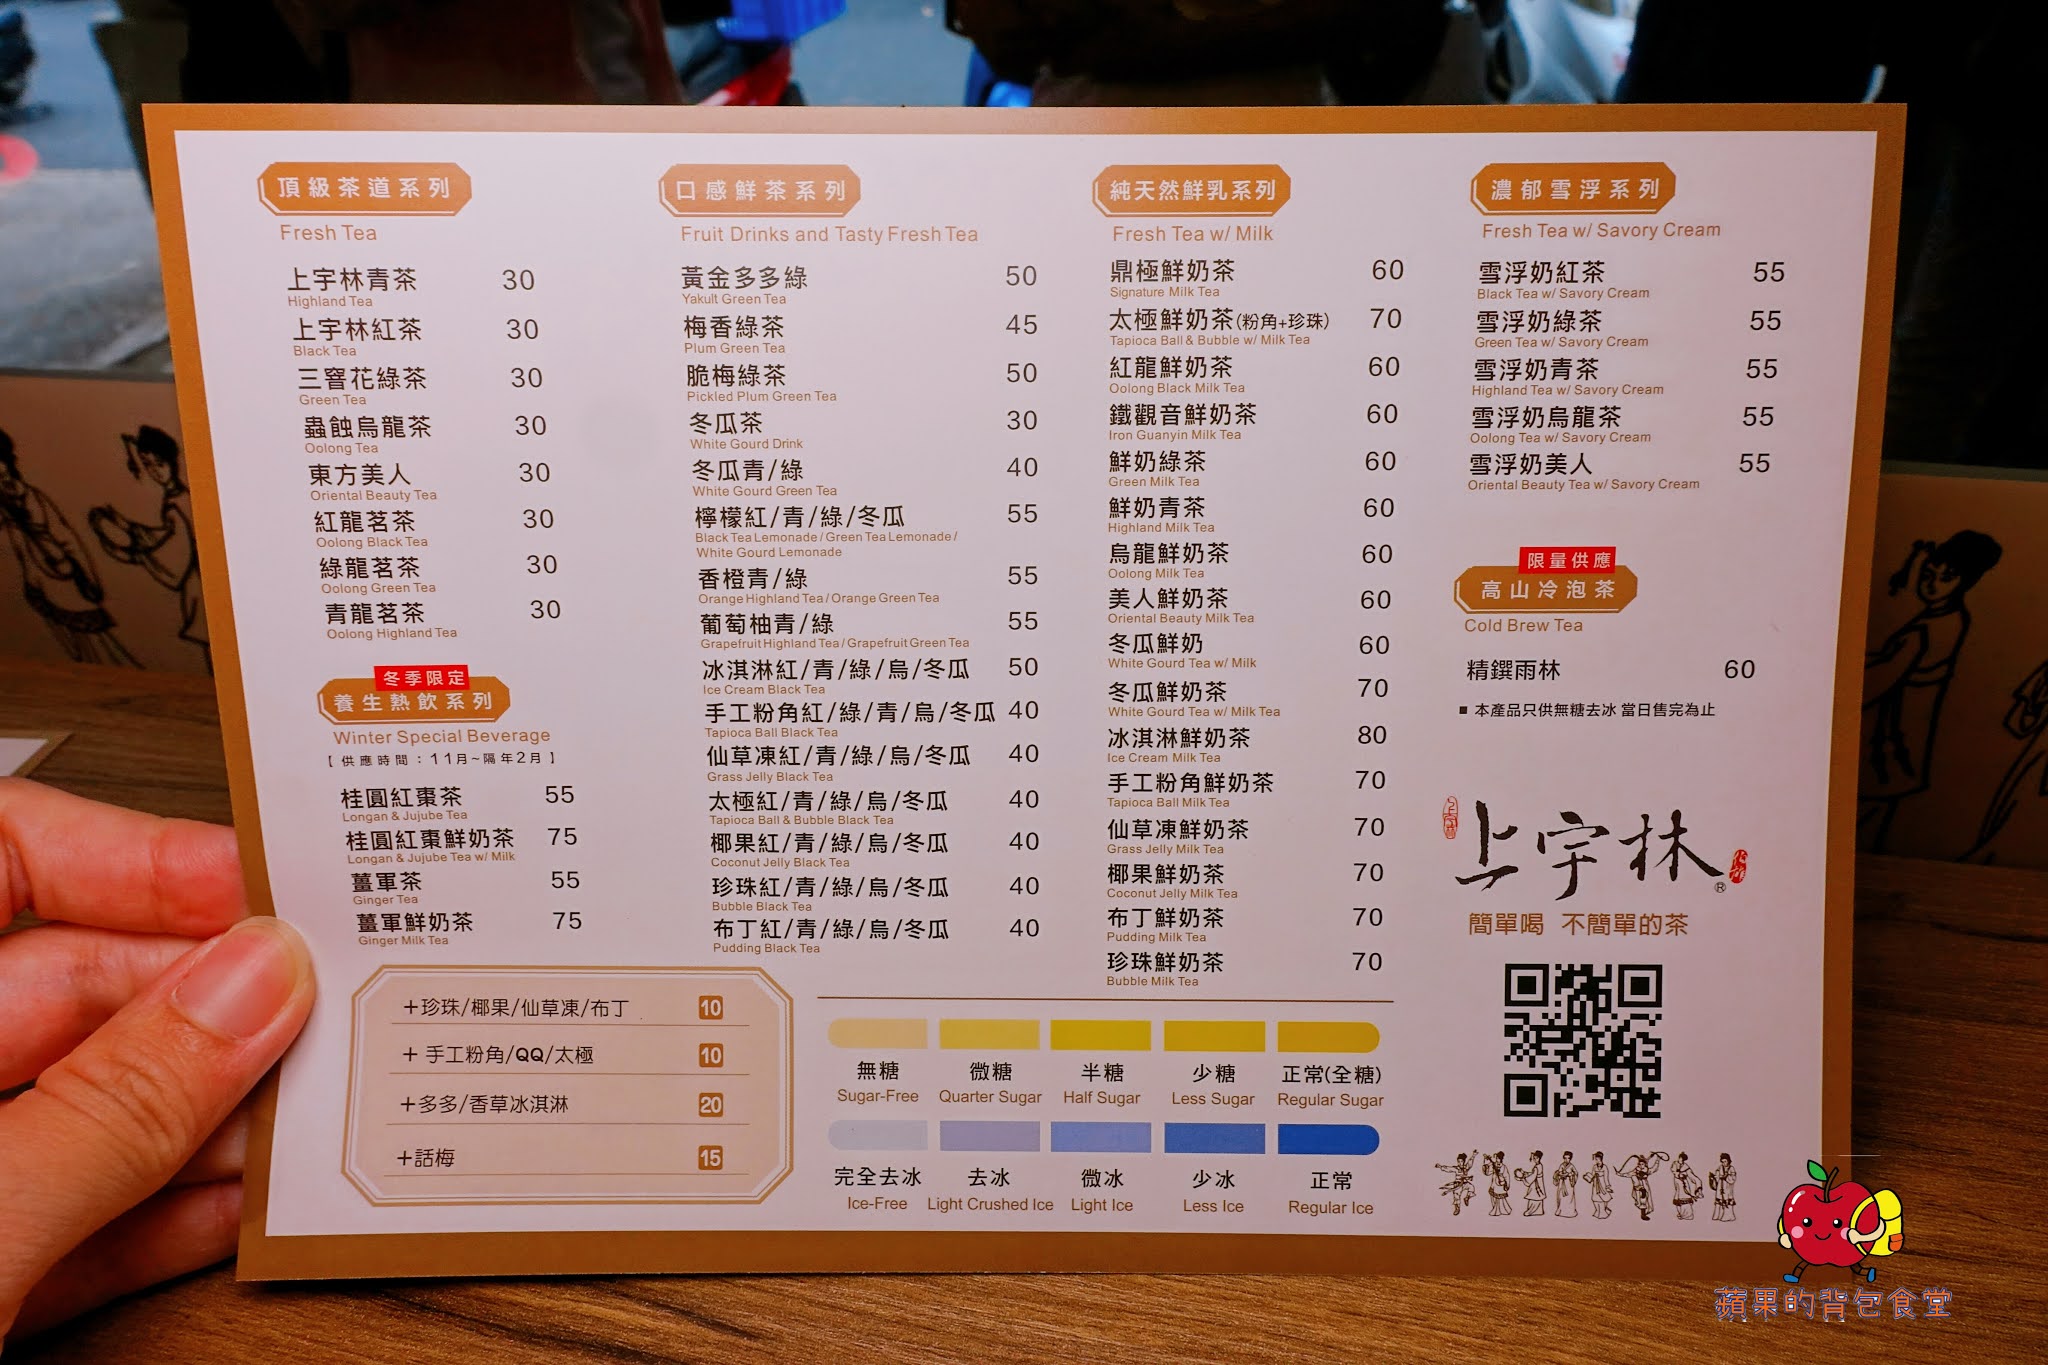 頂級茶道系列
Fresh Tea
上宇林青茶 30
Highland Tea
上宇林紅茶 30
Black Tea
三窨花綠茶 30
Green Tea
蟲蝕烏龍茶 30
Oolong Tea
東方美人 30
Oriental Beauty Tea
紅龍茗茶 30
Oolong Black Tea
綠龍茗茶 30
Oolong Green Tea
青龍茗茶 30
Oolong Highland Tea
冬季限定
養生熱飲系列
Winter Special Beverage
【供應時間：11月~隔年2月】
桂圓紅棗茶 55
Longan & Jujube Tea
桂圓紅棗鮮奶茶 75
Longan & Jujube Tea w/ Milk
薑軍茶 55
Ginger Tea
薑軍鮮奶茶 75
Ginger Milk Tea
+珍珠/椰果/仙草凍/布丁 10
+ 手工粉角/QQ/太極 10
+多多/香草冰淇淋 20
+話梅 15
口感鮮茶系列
Fruit Drinks and Tasty Fresh Tea
黃金多多綠 50
Yakult Green Tea
梅香綠茶 45
Plum Green Tea
脆梅綠茶 50
Pickled Plum Green Tea
冬瓜茶 30
White Gourd Drink
冬瓜青/綠 40
White Gourd Green Tea
檸檬紅/青/綠/冬瓜 55
Black Tea Lemonade / Green Tea Lemonade /
White Gourd Lemonade
香橙青/綠 55
Orange Highland Tea / Orange Green Tea
葡萄柚青/綠 55
Grapefruit Highland Tea / Grapefruit Green Tea
冰淇淋紅/青/綠/烏/冬瓜 50
Ice Cream Black Tea
手工粉角紅/綠/青/烏/冬瓜 40
Tapioca Ball Black Tea
仙草凍紅/青/綠/烏/冬瓜 40
Grass Jelly Black Tea
太極紅/青/綠/烏/冬瓜 40
Tapioca Ball & Bubble Black Tea
椰果紅/青/綠/烏/冬瓜 40
Coconut Jelly Black Tea
珍珠紅/青/綠/烏/冬瓜 40
Bubble Black Tea
布丁紅/青/綠/烏/冬瓜 40
Pudding Black Tea
純天然鮮乳系列
Fresh Tea w/ Milk
鼎極鮮奶茶 60
Signature Milk Tea
太極鮮奶茶(粉角+珍珠) 70
Tapioca Ball & Bubble w/ Milk Tea
紅龍鮮奶茶 60
Oolong Black Milk Tea
鐵觀音鮮奶茶 60
Iron Guanyin Milk Tea
鮮奶綠茶 60
Green Milk Tea
鮮奶青茶 60
Highland Milk Tea
烏龍鮮奶茶 60
Oolong Milk Tea
美人鮮奶茶 60
Oriental Beauty Milk Tea
冬瓜鮮奶 60
White Gourd Tea w/ Milk
冬瓜鮮奶茶 70
White Gourd Tea w/ Milk Tea
冰淇淋鮮奶茶 80
Ice Cream Milk Tea
手工粉角鮮奶茶 70
Tapioca Ball Milk Tea
仙草凍鮮奶茶 70
Grass Jelly Milk Tea
椰果鮮奶茶 70
Coconut Jelly Milk Tea
布丁鮮奶茶 70
Pudding Milk Tea
珍珠鮮奶茶 70
Bubble Milk Tea
無糖 微糖 半糖 少糖 正常(全糖)
Sugar-Free Quarter Sugar Half Sugar Less Sugar Regular Sugar
完全去冰 去冰 微冰 少冰 正常
Ice-Free Light Crushed Ice Light Ice Less Ice Regular Ice
濃郁雪浮系列
Fresh Tea w/ Savory Cream
雪浮奶紅茶 55
Black Tea w/ Savory Cream
雪浮奶綠茶 55
Green Tea w/ Savory Cream
雪浮奶青茶 55
Highland Tea w/ Savory Cream
雪浮奶烏龍茶 55
Oolong Tea w/ Savory Cream
雪浮奶美人 55
Oriental Beauty Tea w/ Savory Cream
限量供應
高山冷泡茶
Cold Brew Tea
精鐉雨林 60
■ 本產品只供無糖去冰 當日售完為止
上宇林®
簡單喝 不簡單的茶
蘋果的背包食堂